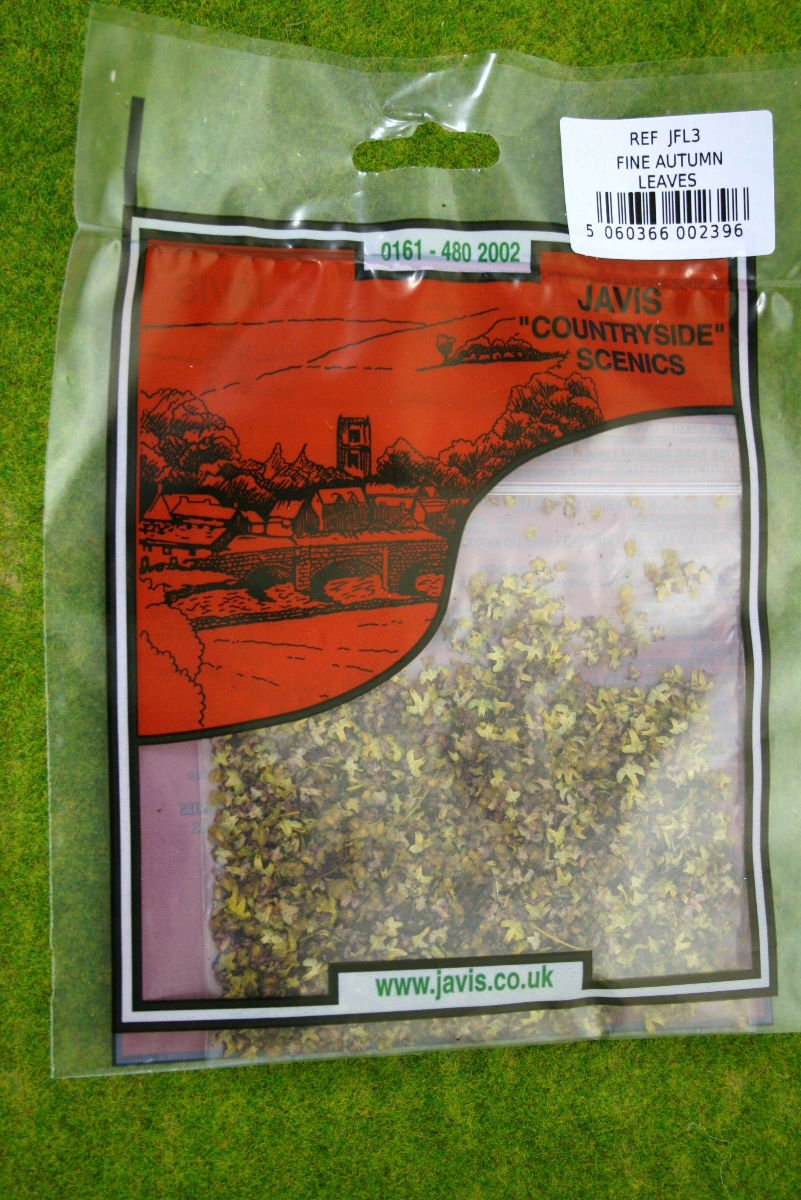 REF JFL3
FINE AUTUMN
LEAVES
5 060366 002396
0161 - 480 2002
JAVIS
"COUNTRYSIDE"
SCENICS
www.javis.co.uk